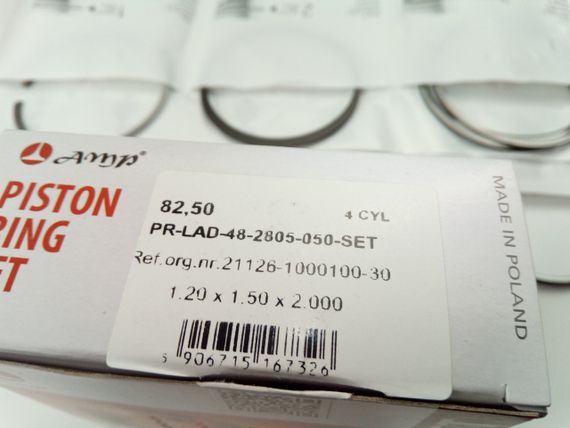 AMP
PISTON
RING
82,50 4 CYL
PR-LAD-48-2805-050-SET
Ref.org.nr.21126-1000100-30
1.20 x 1.50 x 2.000
5 906715 167326
MADE IN POLAND